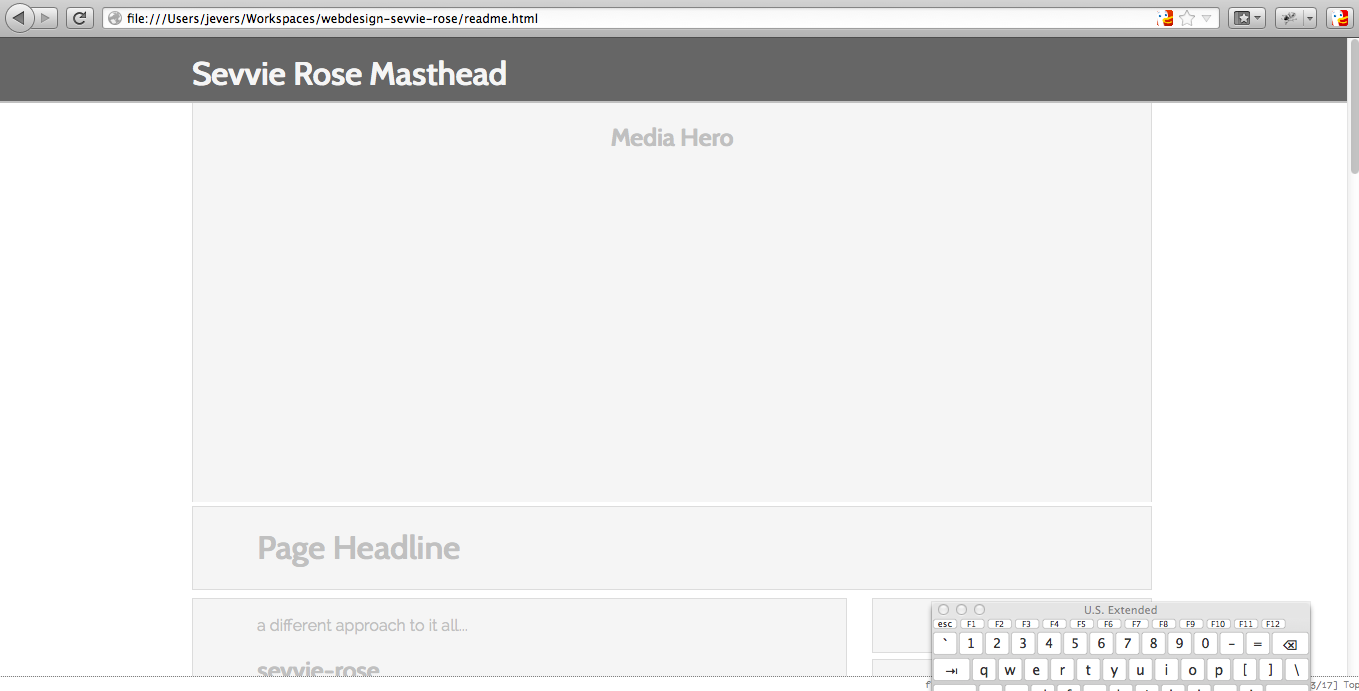 file:///Users/jevers/Workspaces/webdesign-sevvie-rose/readme.html
Sevvie Rose Masthead
Media Hero
Page Headline
a different approach to it all...
sevvie-rose
U.S. Extended
esc F1 F2 F3 F4 F5 F6 F7 F8 F9 F10 F11 F12
` 1 2 3 4 5 6 7 8 9 0 - =
q w e r t y u i o p [ ] \
3/17] Top